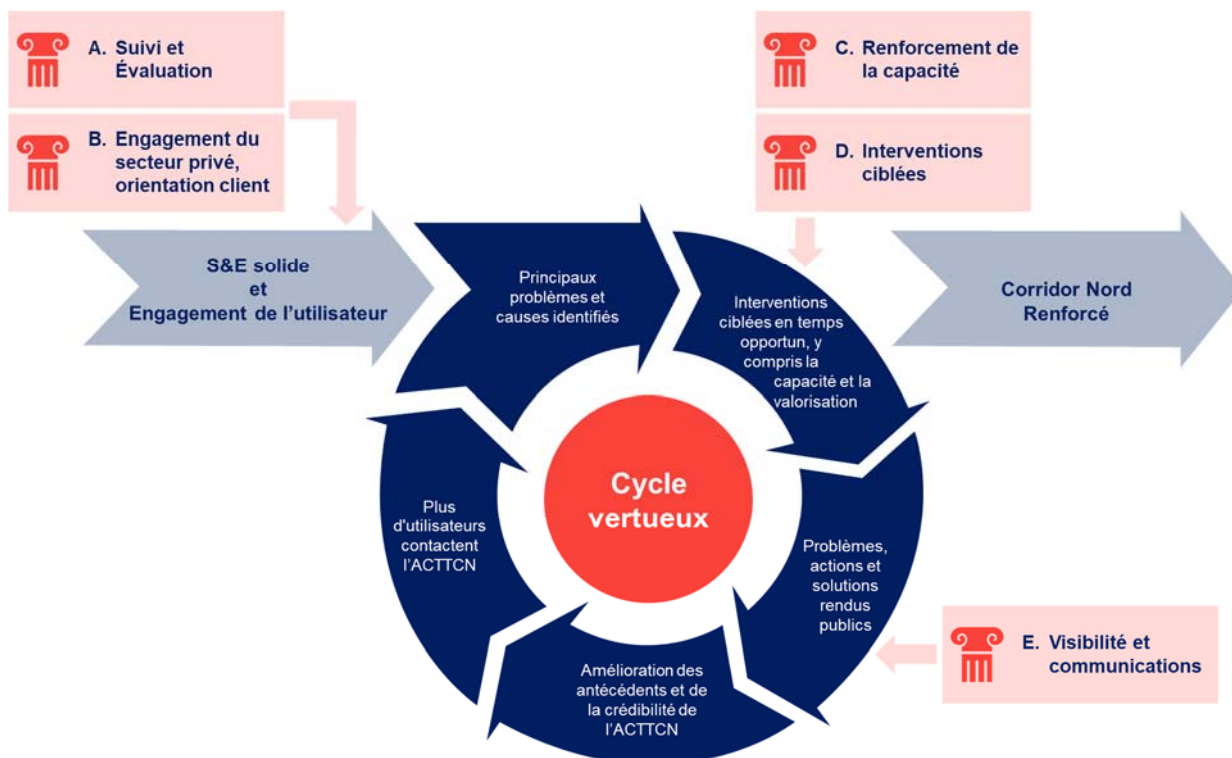 A. Suivi et
Évaluation
B. Engagement du
secteur privé,
orientation client
C. Renforcement de
la capacité
D. Interventions
ciblées
S&E solide
et
Engagement de l'utilisateur
Principaux
problèmes et
causes identifiés
Interventions
ciblées en temps
opportun, y
compris la
capacité et la
valorisation
Corridor Nord
Renforcé
Cycle
vertueux
Plus
d'utilisateurs
contactent
l'ACTTCN
Problèmes,
actions et
solutions
rendus
publics
Amélioration des
antécédents et de
la crédibilité de
l'ACTTCN
E. Visibilité et
communications